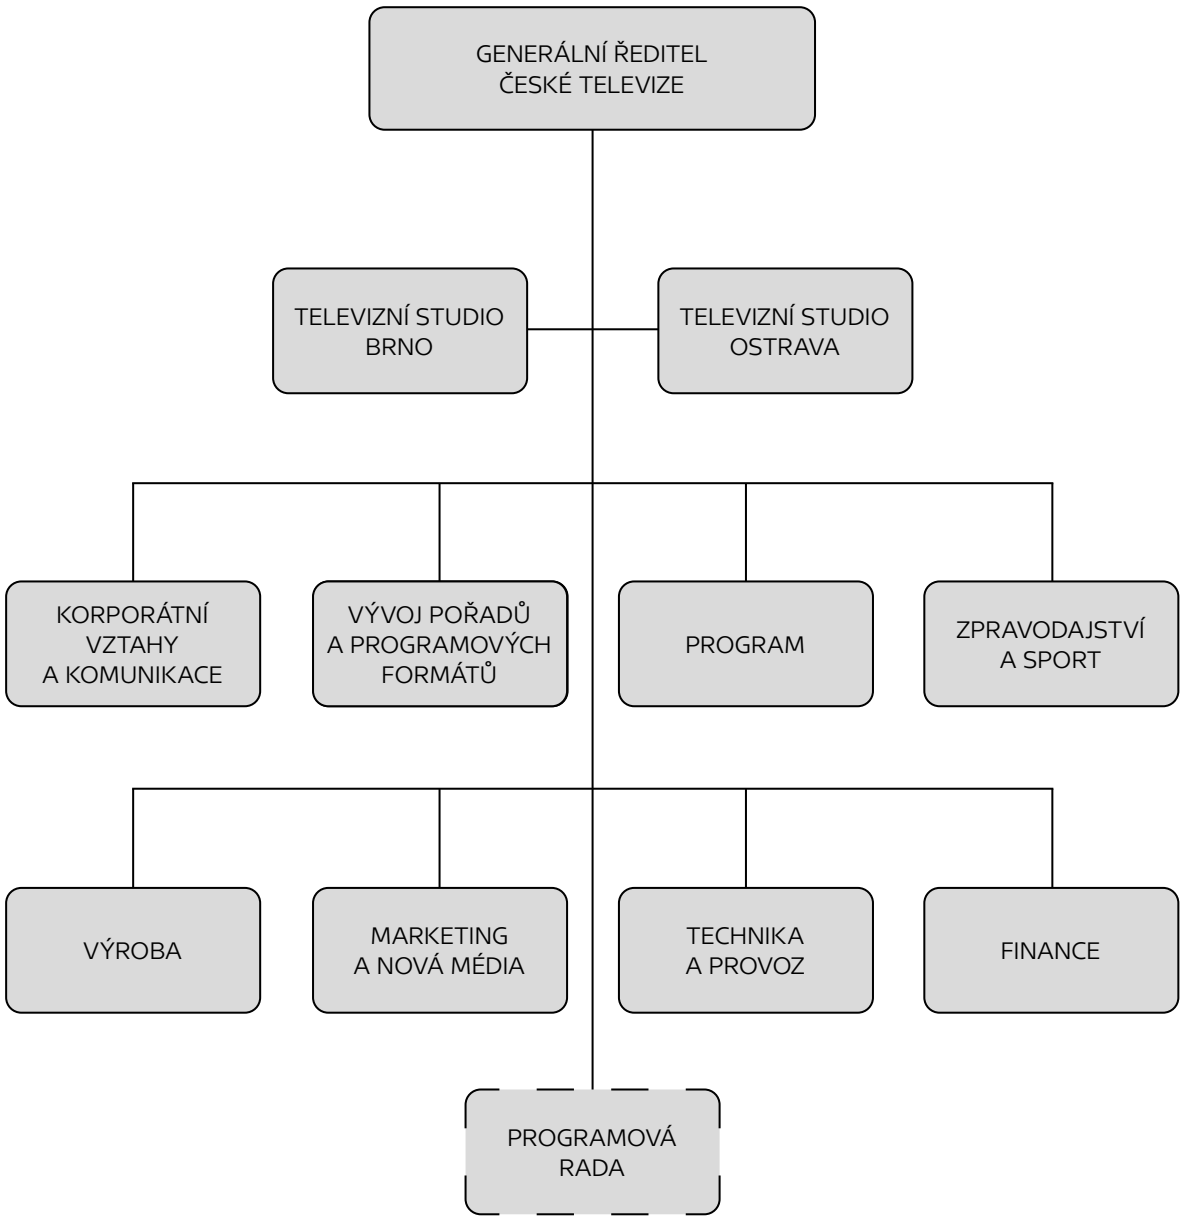 GENERÁLNÍ ŘEDITEL
ČESKÉ TELEVIZE
TELEVIZNÍ STUDIO
BRNO
TELEVIZNÍ STUDIO
OSTRAVA
KORPORÁTNÍ
VZTAHY
A KOMUNIKACE
VÝVOJ POŘADŮ
A PROGRAMOVÝCH
FORMÁTŮ
PROGRAM
ZPRAVODAJSTVÍ
A SPORT
VÝROBA
MARKETING
A NOVÁ MÉDIA
TECHNIKA
A PROVOZ
FINANCE
PROGRAMOVÁ
RADA